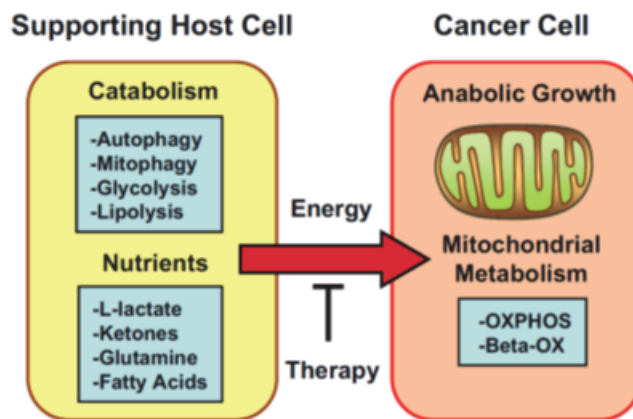 Supporting Host Cell
Catabolism
-Autophagy
-Mitophagy
-Glycolysis
-Lipolysis
Nutrients
-L-lactate
-Ketones
-Glutamine
-Fatty Acids
Energy
Therapy
Cancer Cell
Anabolic Growth
Mitochondrial
Metabolism
-OXPHOS
-Beta-OX